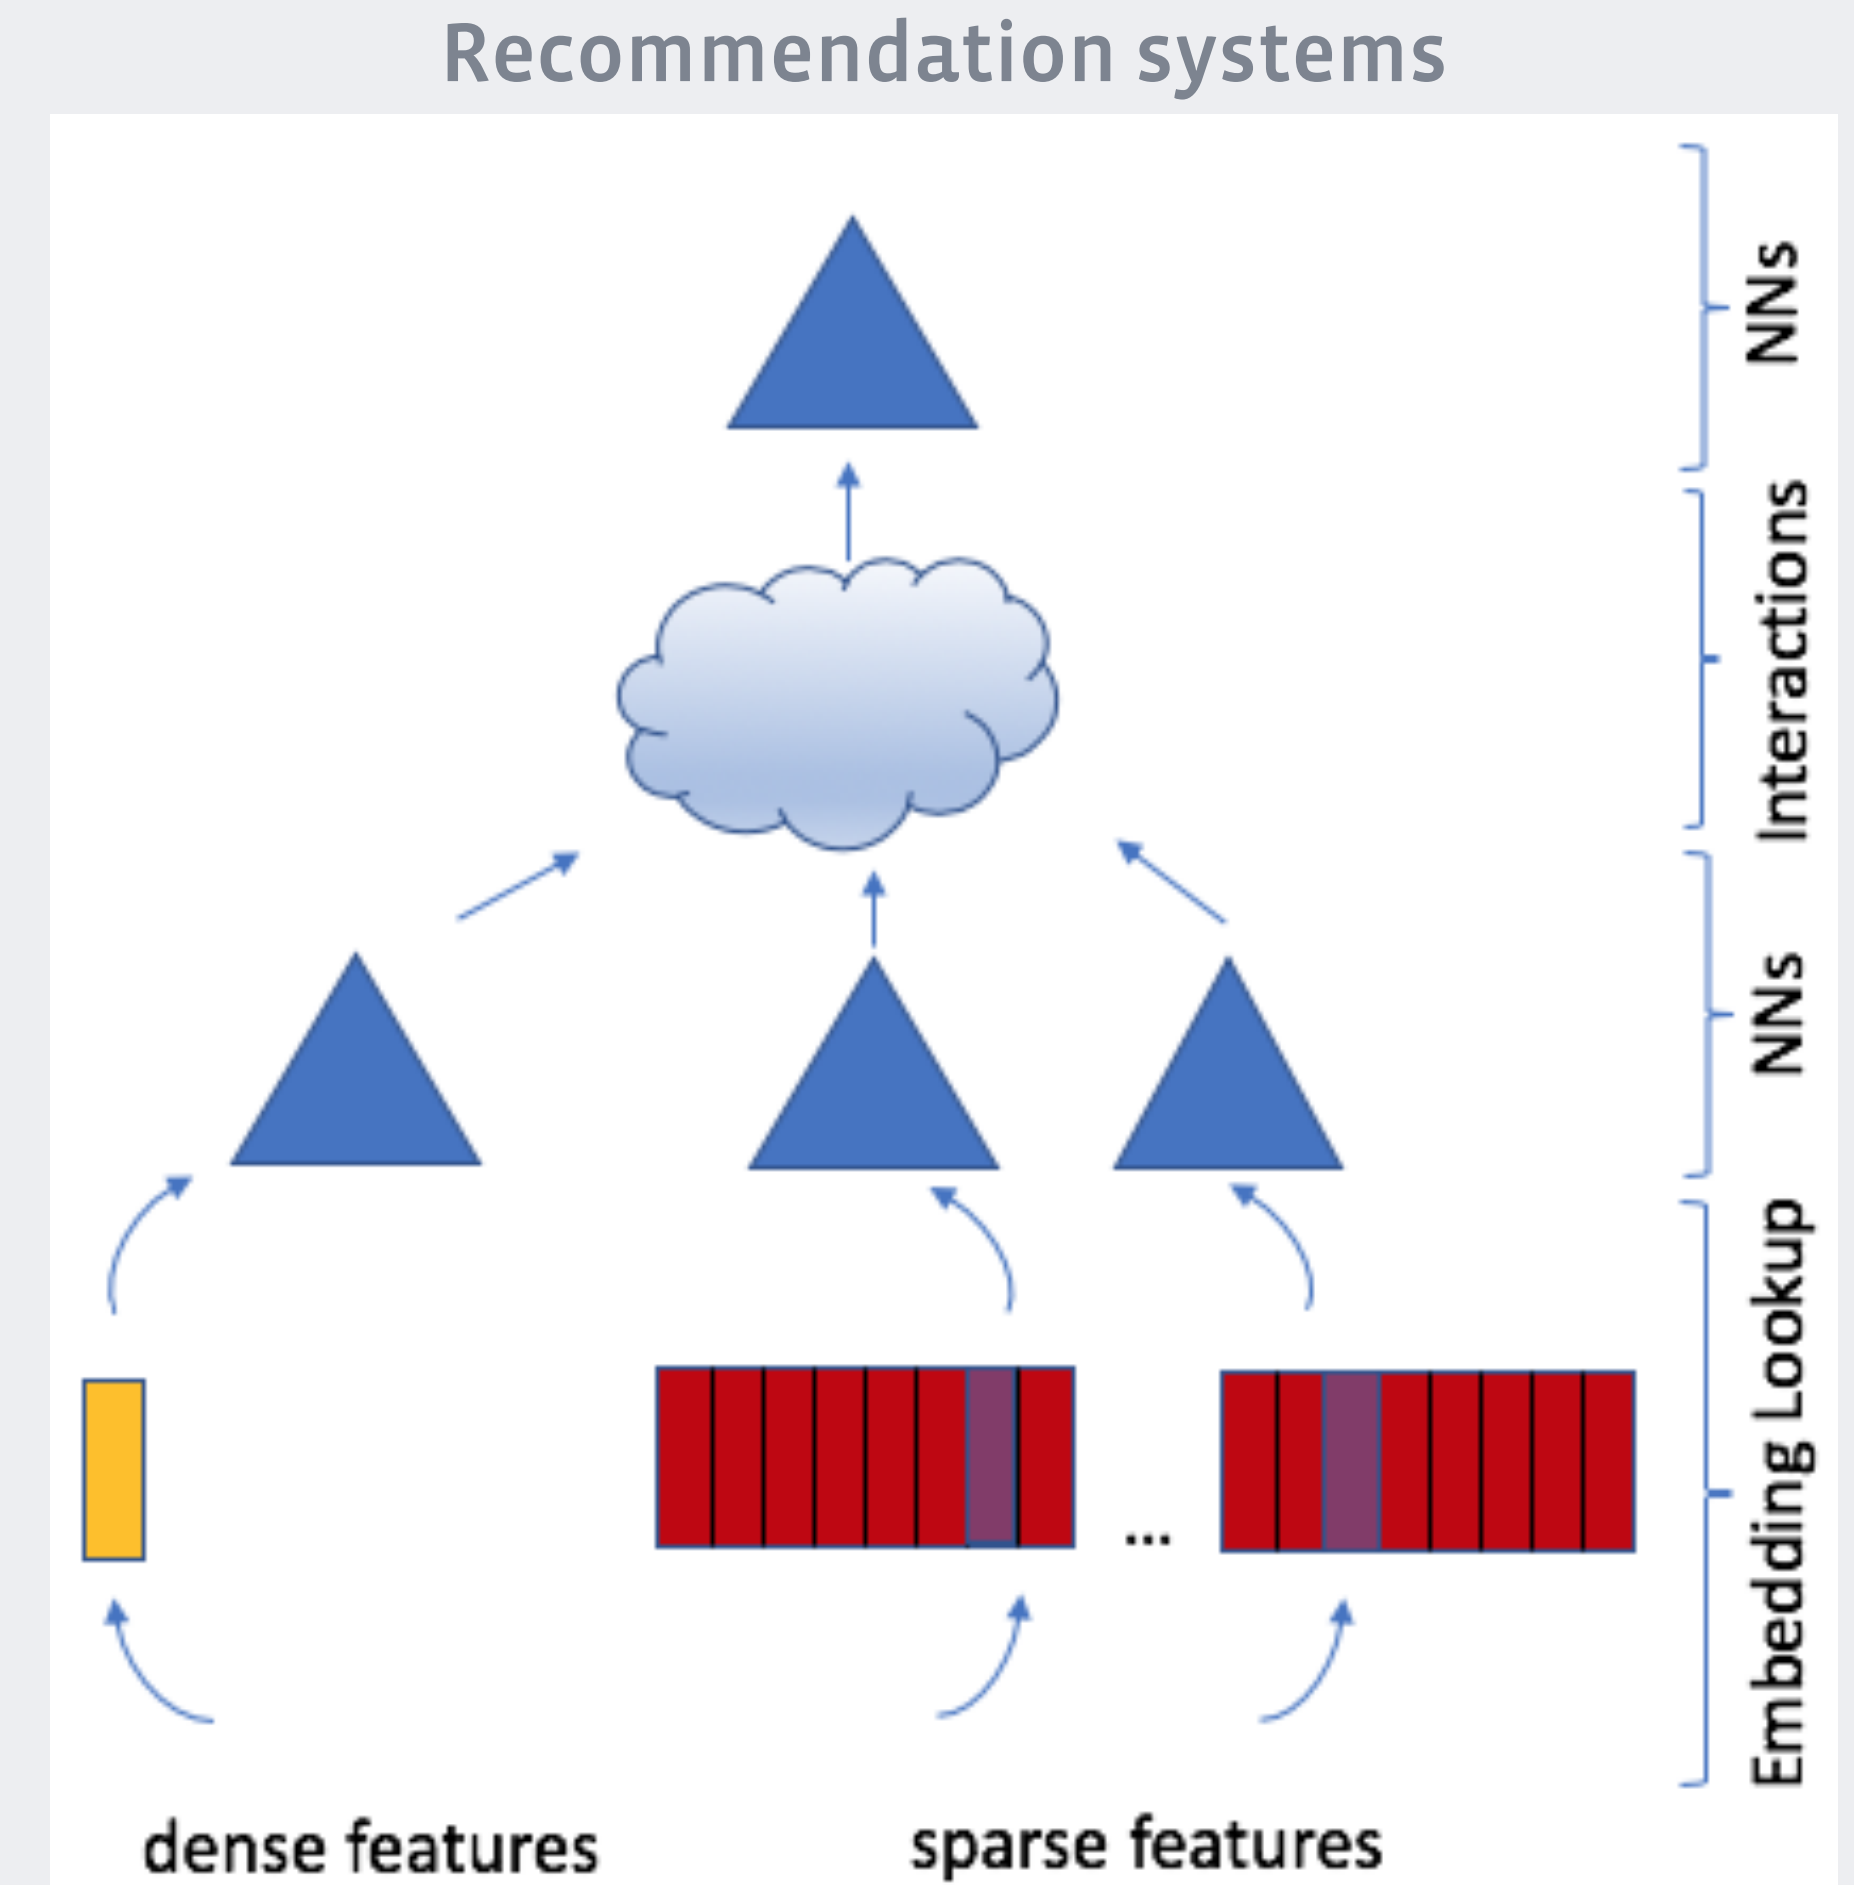 Recommendation systems
NNs
Interactions
NNs
Embedding Lookup
...
dense features
sparse features